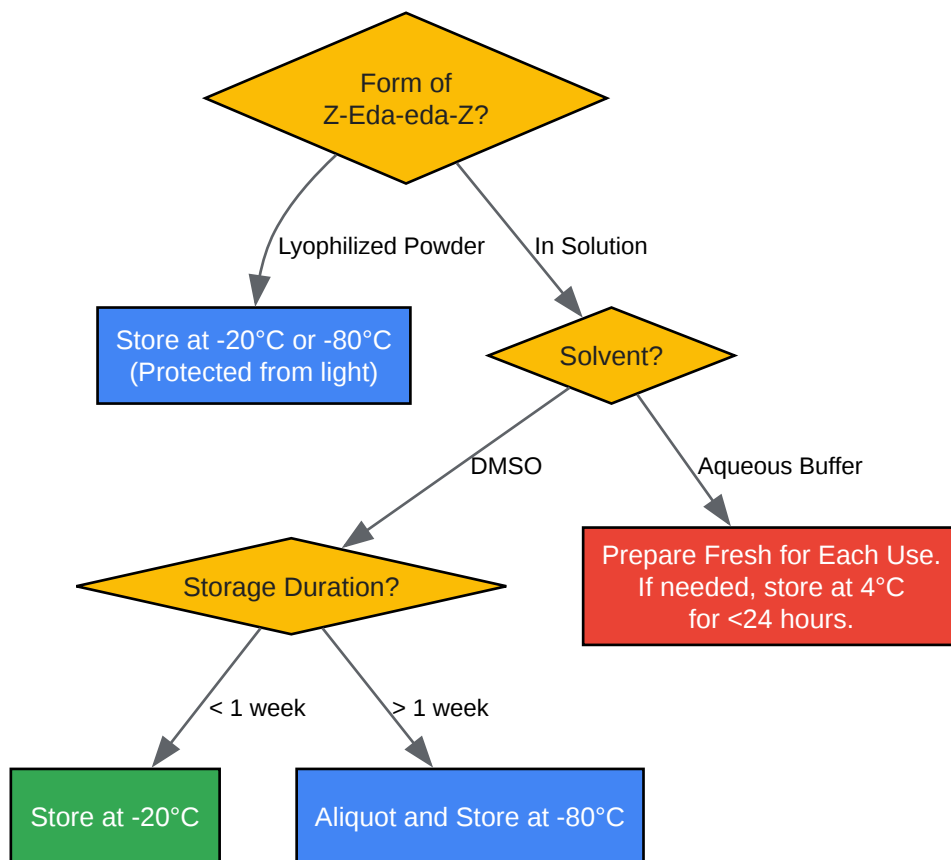 Form of
Z-Eda-eda-Z?
Lyophilized Powder
In Solution
Store at -20°C or -80°C
(Protected from light)
Solvent?
DMSO
Aqueous Buffer
Storage Duration?
Prepare Fresh for Each Use.
If needed, store at 4°C
for <24 hours.
< 1 week
> 1 week
Store at -20°C
Aliquot and Store at -80°C